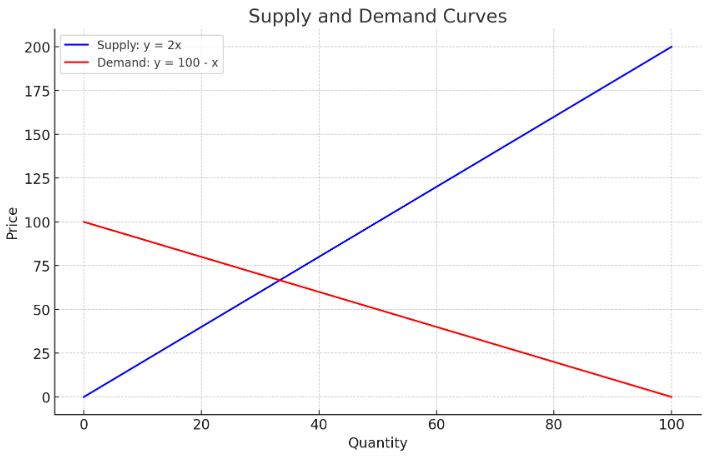 Supply and Demand Curves
Supply: y = 2x
Demand: y = 100 - x
200
175
150
125
100
75
50
25
0
Price
0 20 40 60 80 100
Quantity